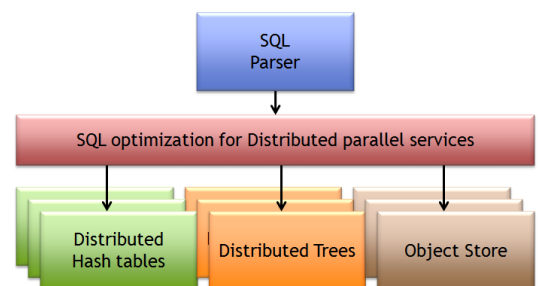 SQL
Parser
SQL optimization for Distributed parallel services
Distributed
Hash tables
Distributed Trees
Object Store